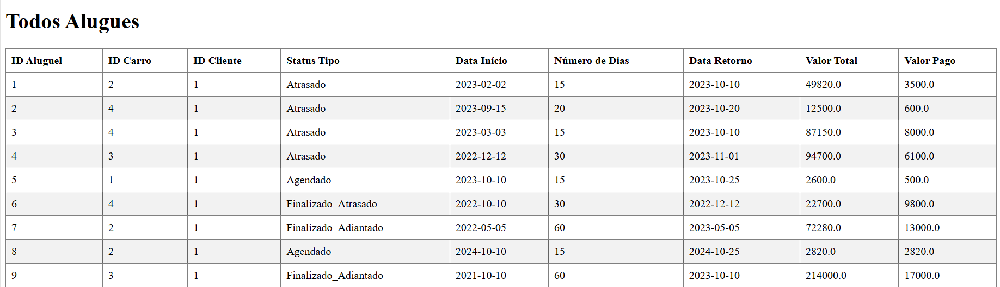 Todos Alugues
ID Aluguel ID Carro ID Cliente Status Tipo Data Início Número de Dias Data Retorno Valor Total Valor Pago
1 2 1 Atrasado 2023-02-02 15 2023-10-10 49820.0 3500.0
2 4 1 Atrasado 2023-09-15 20 2023-10-20 12500.0 600.0
3 4 1 Atrasado 2023-03-03 15 2023-10-10 87150.0 8000.0
4 3 1 Atrasado 2022-12-12 30 2023-11-01 94700.0 6100.0
5 1 1 Agendado 2023-10-10 15 2023-10-25 2600.0 500.0
6 4 1 Finalizado_Atrasado 2022-10-10 30 2022-12-12 22700.0 9800.0
7 2 1 Finalizado_Adiantado 2022-05-05 60 2023-05-05 72280.0 13000.0
8 2 1 Agendado 2024-10-10 15 2024-10-25 2820.0 2820.0
9 3 1 Finalizado_Adiantado 2021-10-10 60 2023-10-10 214000.0 17000.0